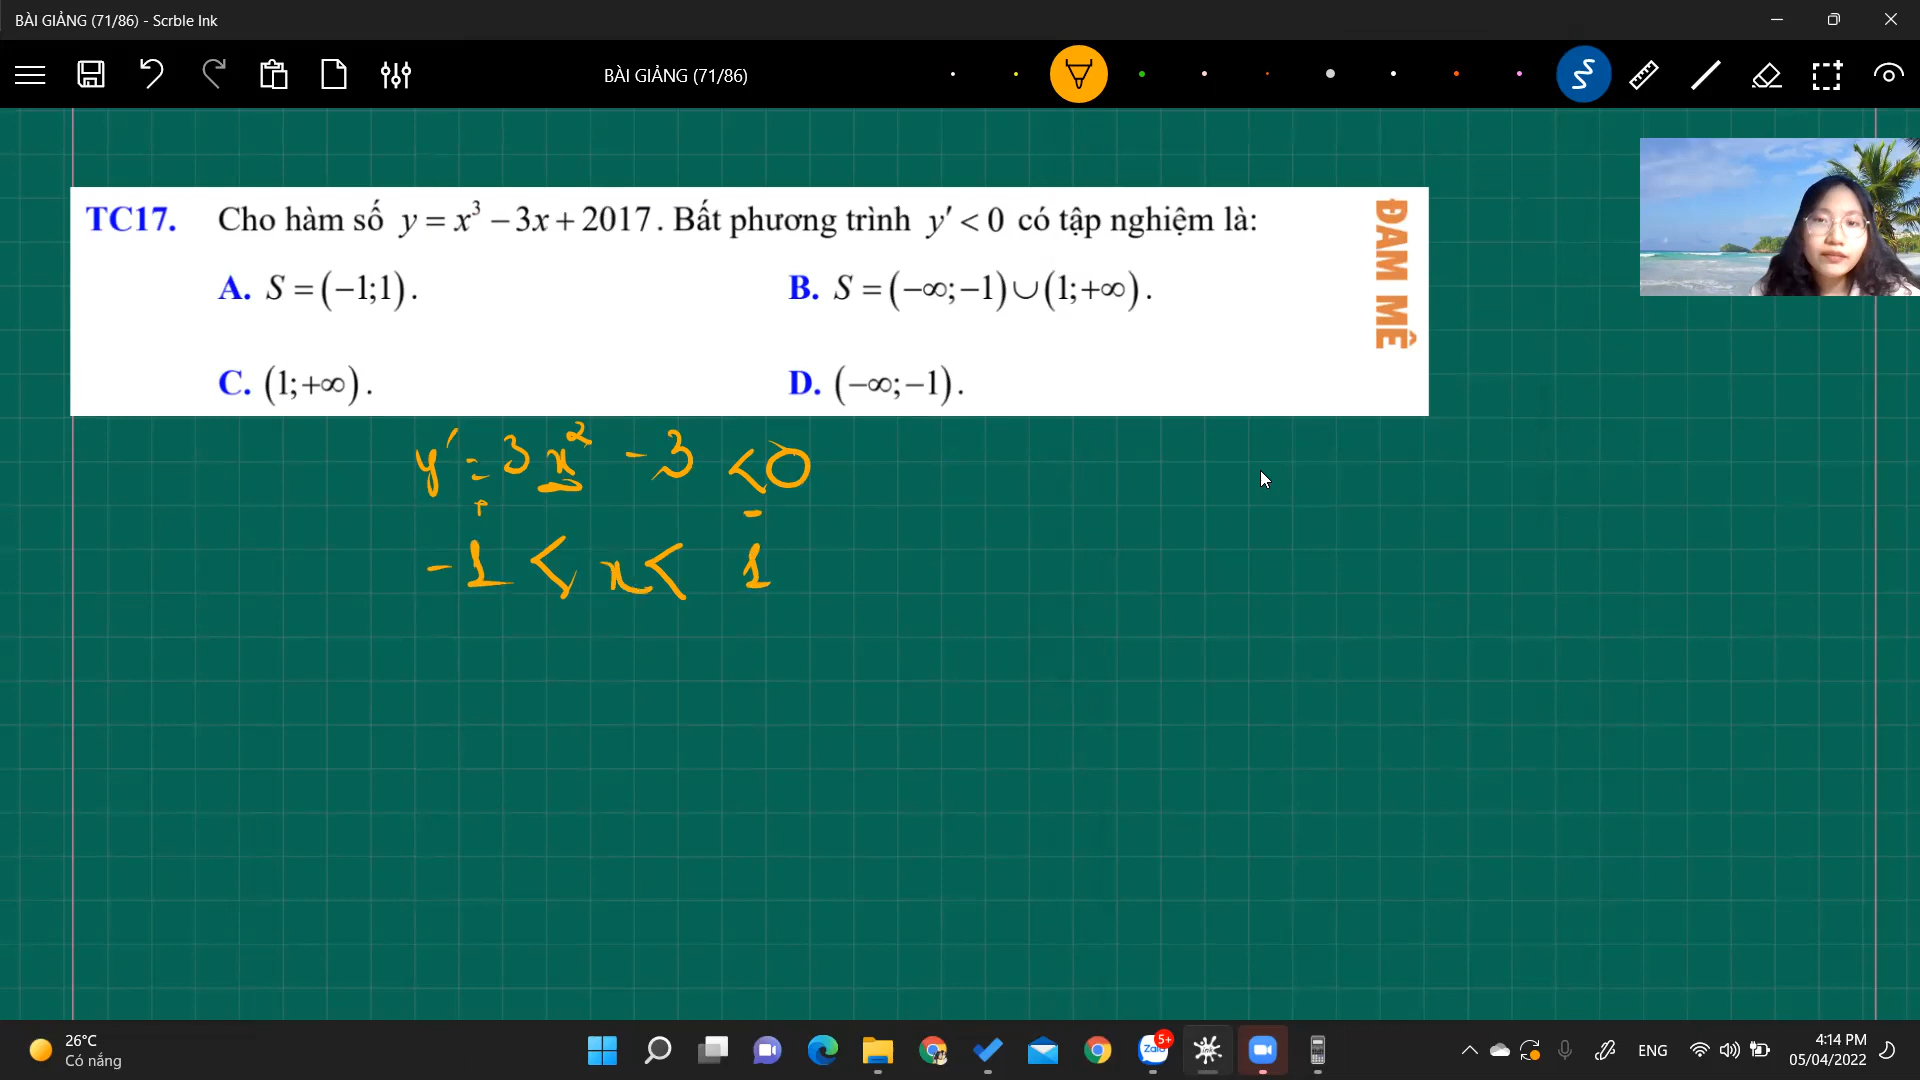 BÀI GIẢNG (71/86) - Scrble Ink
BÀI GIẢNG (71/86)
TC17. Cho hàm số y = x³ − 3x + 2017. Bất phương trình y′ < 0 có tập nghiệm là:
A. S = (−1;1).
B. S = (−∞;−1)∪(1;+∞).
C. (1;+∞).
D. (−∞;−1).
ĐAM MÊ
y' = 3x² - 3 < 0
+ -
-1 < x < 1
26°C
Có nắng
Zalo
5+
ENG
4:14 PM
05/04/2022